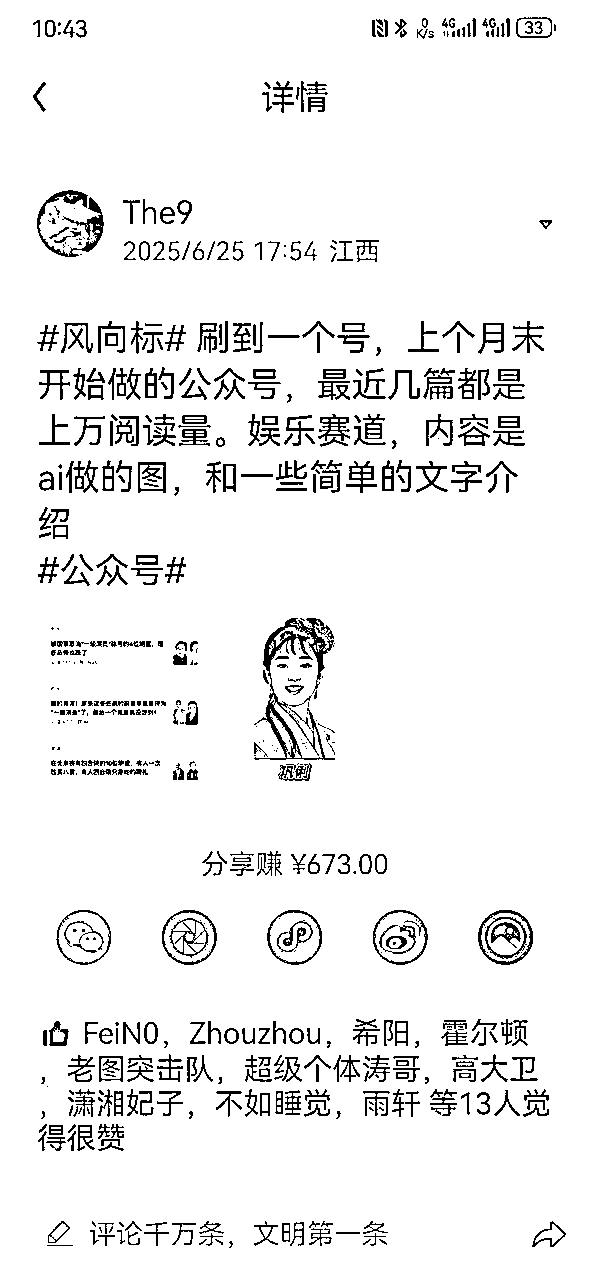 10:43
0
K/s
4G
4G
33
详情
The9
2025/6/25 17:54 江西
#风向标# 刷到一个号，上个月末
开始做的公众号，最近几篇都是
上万阅读量。娱乐赛道，内容是
ai做的图，和一些简单的文字介
绍
#公众号#
分享赚 ¥673.00
FeiN0，Zhouzhou，希阳，霍尔顿
，老图突击队，超级个体涛哥，高大卫
，潇湘妃子，不如睡觉，雨轩 等13人觉
得很赞
评论千万条，文明第一条